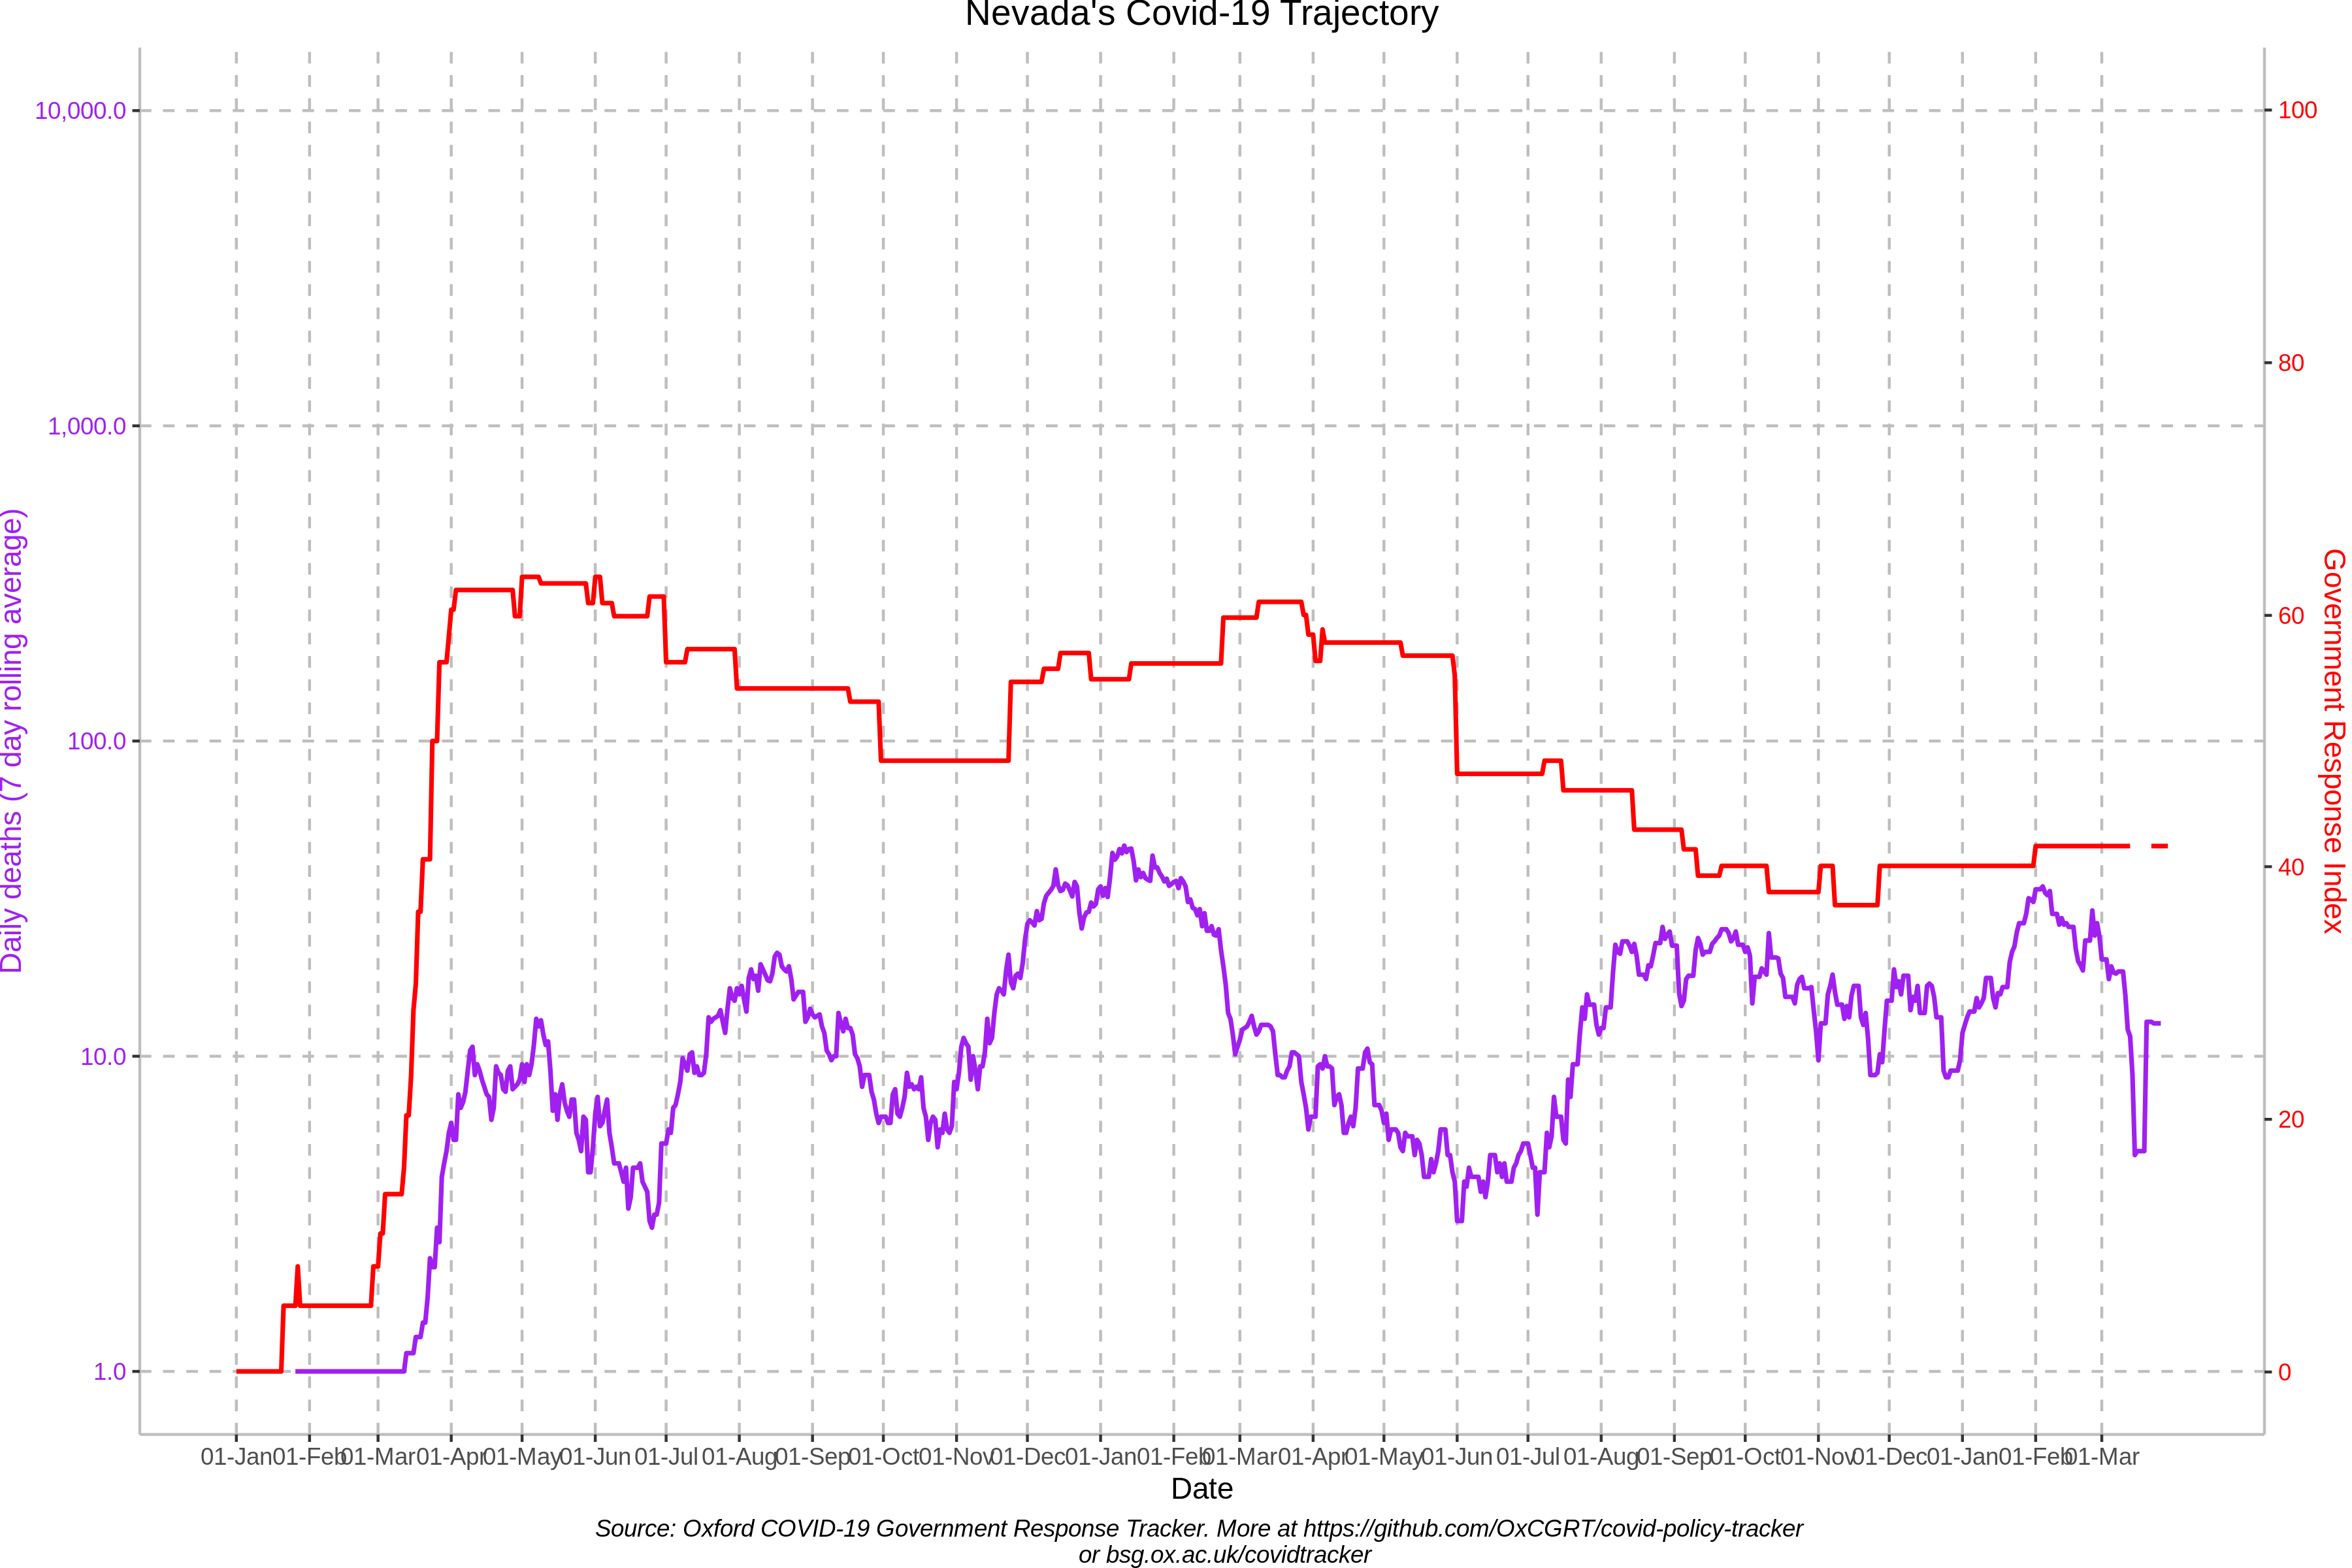 Nevada's Covid-19 Trajectory
10,000.0
1,000.0
100.0
10.0
1.0
Daily deaths (7 day rolling average)
100
80
60
40
20
0
Government Response Index
01-Jan 01-Feb 01-Mar 01-Apr 01-May 01-Jun 01-Jul 01-Aug 01-Sep 01-Oct 01-Nov 01-Dec 01-Jan 01-Feb 01-Mar 01-Apr 01-May 01-Jun 01-Jul 01-Aug 01-Sep 01-Oct 01-Nov 01-Dec 01-Jan 01-Feb 01-Mar
Date
Source: Oxford COVID-19 Government Response Tracker. More at https://github.com/OxCGRT/covid-policy-tracker
or bsg.ox.ac.uk/covidtracker